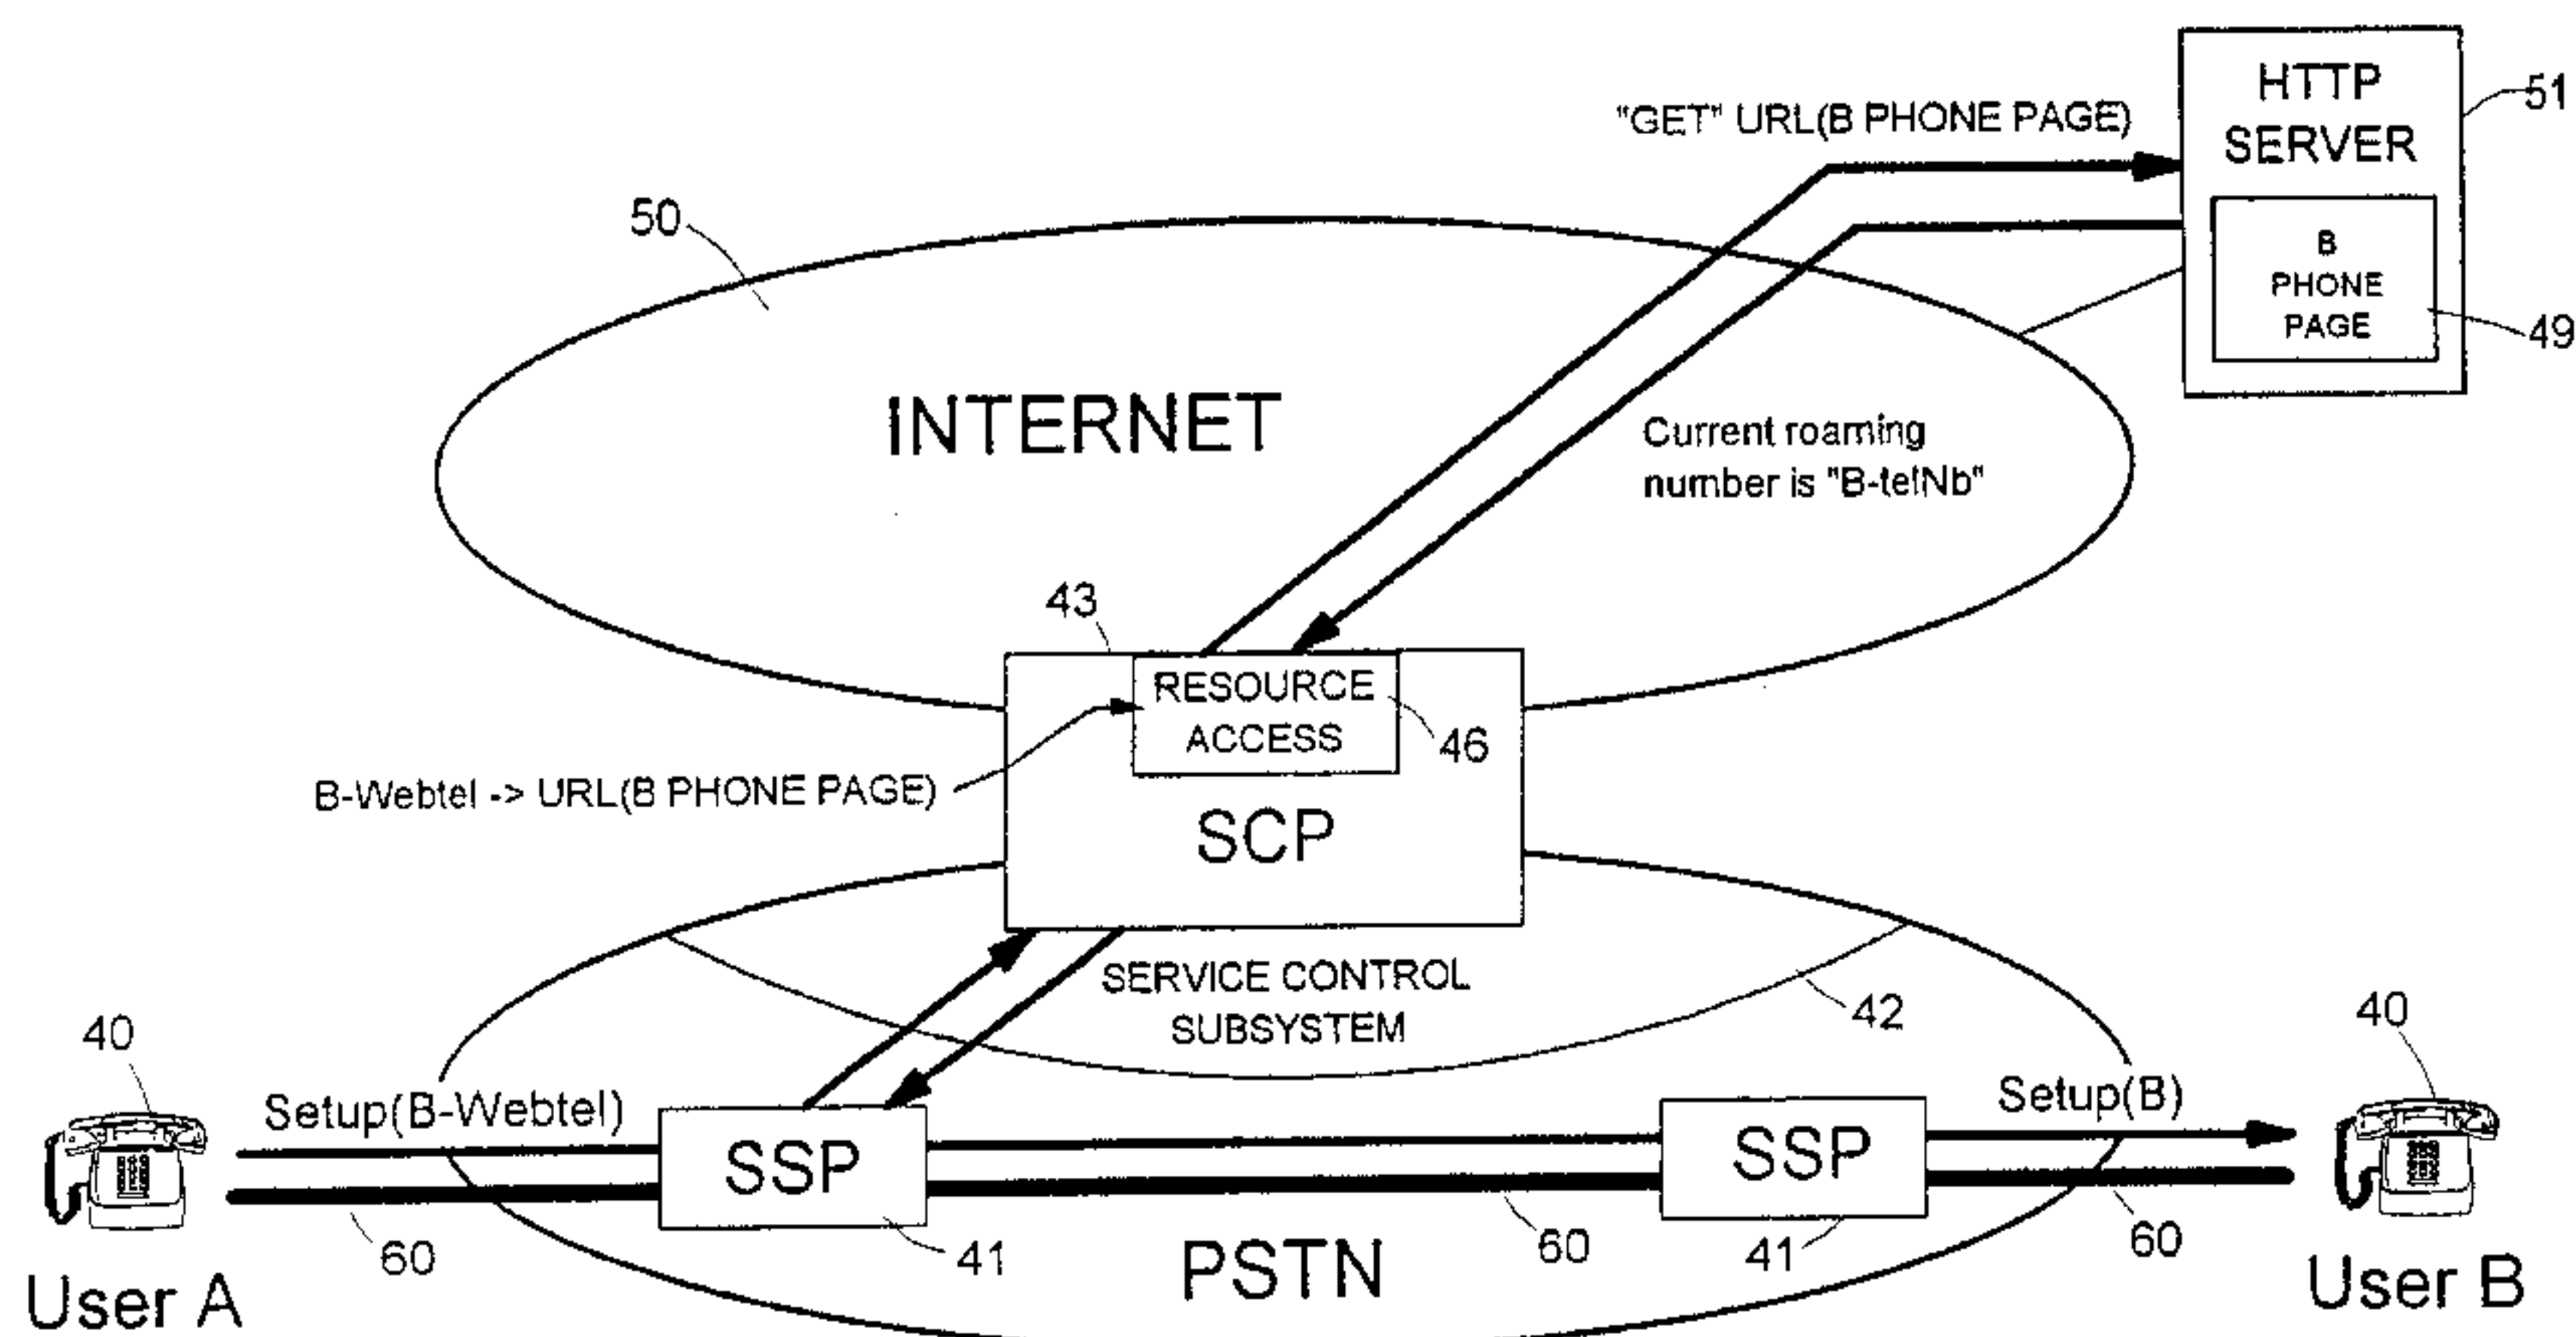 HTTP
SERVER
51
"GET" URL(B PHONE PAGE)
B
PHONE
PAGE
49
50
INTERNET
Current roaming
number is "B-telNb"
43
RESOURCE
ACCESS
46
B-Webtel -> URL(B PHONE PAGE)
SCP
SERVICE CONTROL
SUBSYSTEM
42
40
40
Setup(B-Webtel)
Setup(B)
SSP
SSP
60
41
60
41
60
PSTN
User A
User B